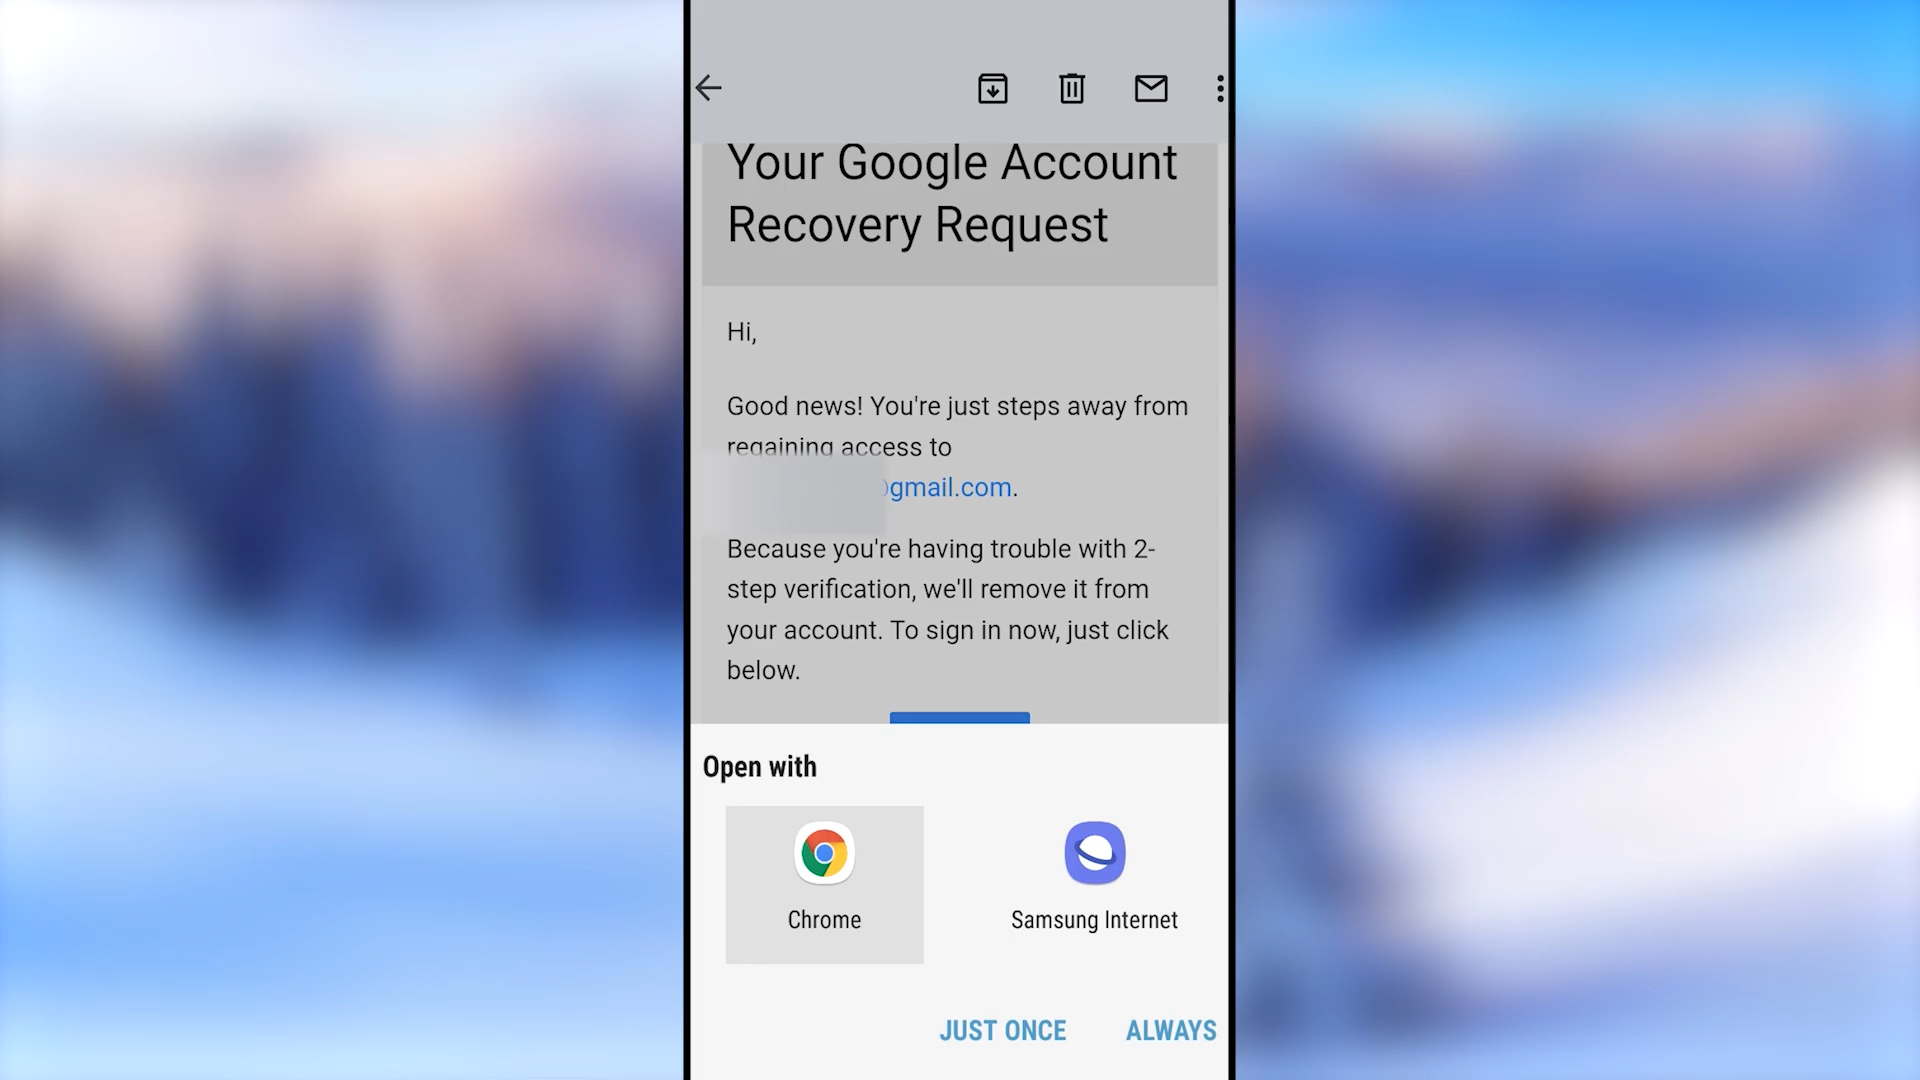 Your Google Account
Recovery Request
Hi,
Good news! You're just steps away from
regaining access to
@gmail.com.
Because you're having trouble with 2-
step verification, we'll remove it from
your account. To sign in now, just click
below.
Open with
Chrome
Samsung Internet
JUST ONCE
ALWAYS